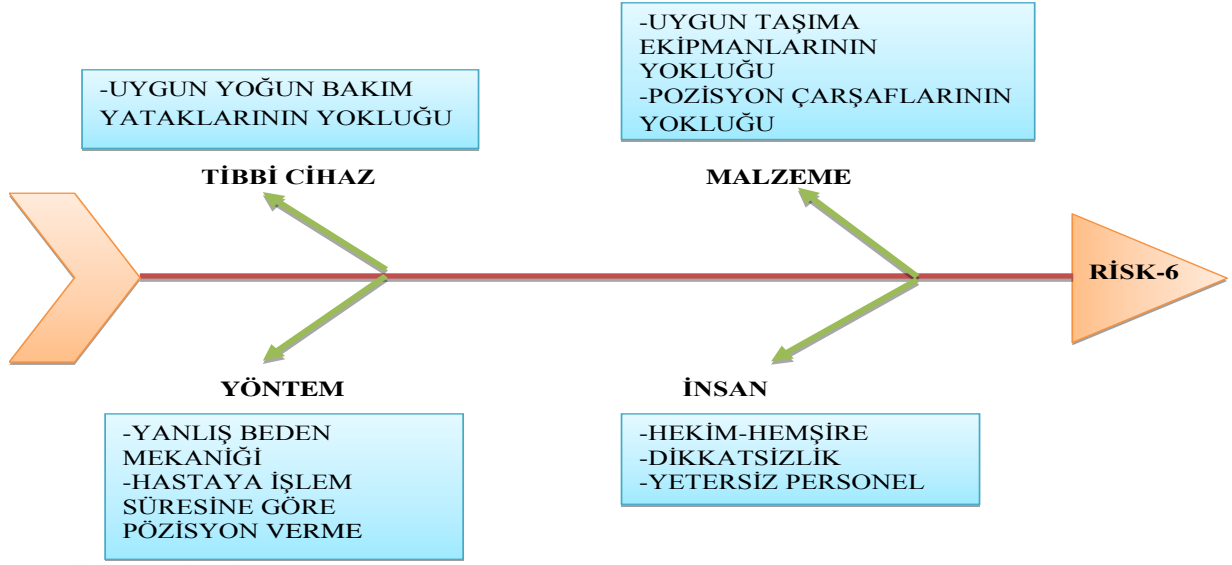 -UYGUN YOĞUN BAKIM
YATAKLARININ YOKLUĞU
TİBBİ CİHAZ
-UYGUN TAŞIMA
EKİPMANLARININ
YOKLUĞU
-POZİSYON ÇARŞAFLARININ
YOKLUĞU
MALZEME
RİSK-6
YÖNTEM
-YANLIŞ BEDEN
MEKANİĞİ
-HASTAYA İŞLEM
SÜRESİNE GÖRE
PÖZİSYON VERME
İNSAN
-HEKİM-HEMŞİRE
-DİKKATSİZLİK
-YETERSİZ PERSONEL